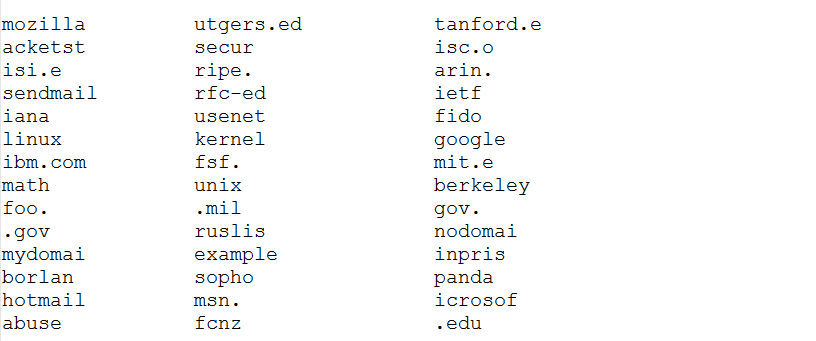 mozilla utgers.ed tanford.e
acketst secur isc.o
isi.e ripe. arin.
sendmail rfc-ed ietf
iana usenet fido
linux kernel google
ibm.com fsf. mit.e
math unix berkeley
foo. .mil gov.
.gov ruslis nodomai
mydomai example inpris
borlan sopho panda
hotmail msn. icrosof
abuse fcnz .edu